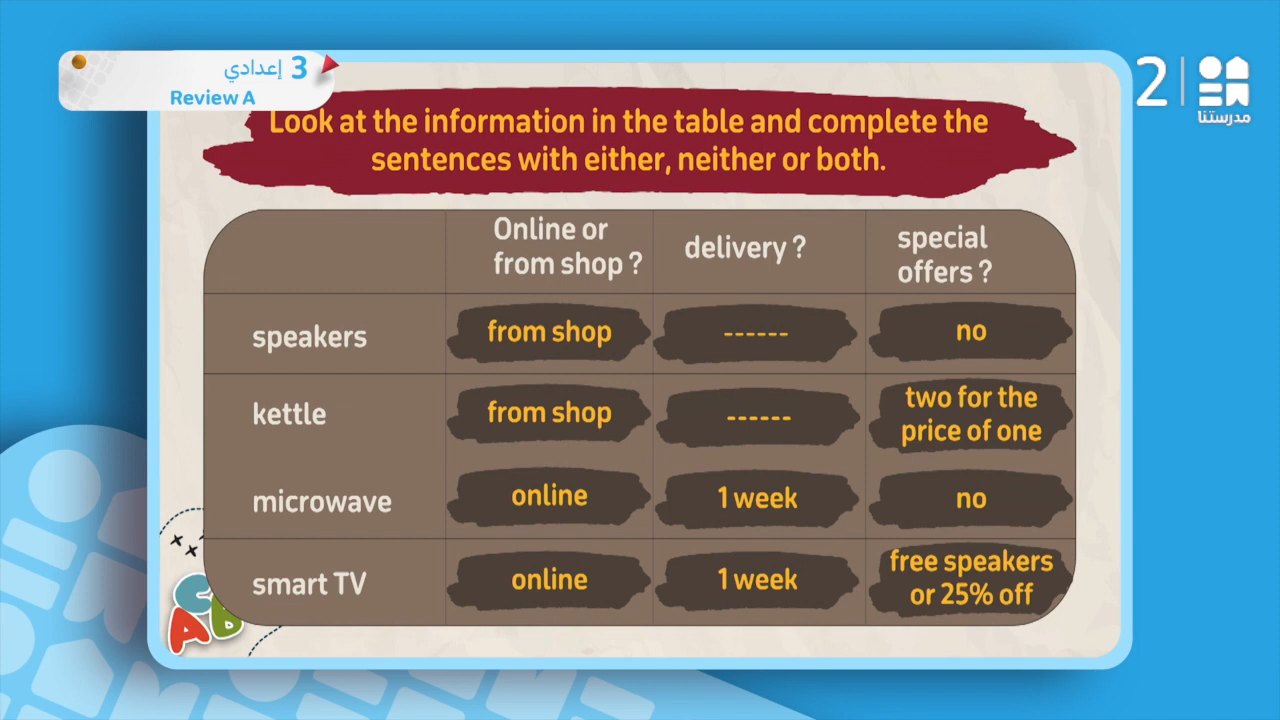 3 إعدادي
Review A
2
مدرستنا
Look at the information in the table and complete the
sentences with either, neither or both.
Online or
from shop ?
delivery ?
special
offers ?
speakers
from shop
------
no
kettle
from shop
------
two for the
price of one
microwave
online
1 week
no
smart TV
online
1 week
free speakers
or 25% off
A
C
B